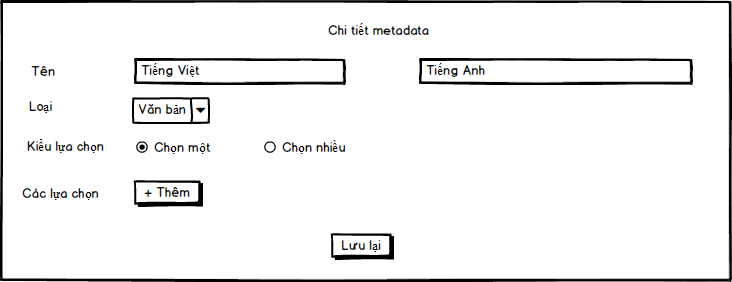 Chi tiết metadata
Tên Tiếng Việt Tiếng Anh
Loại Văn bản
Kiểu lựa chọn Chọn một Chọn nhiều
Các lựa chọn + Thêm
Lưu lại